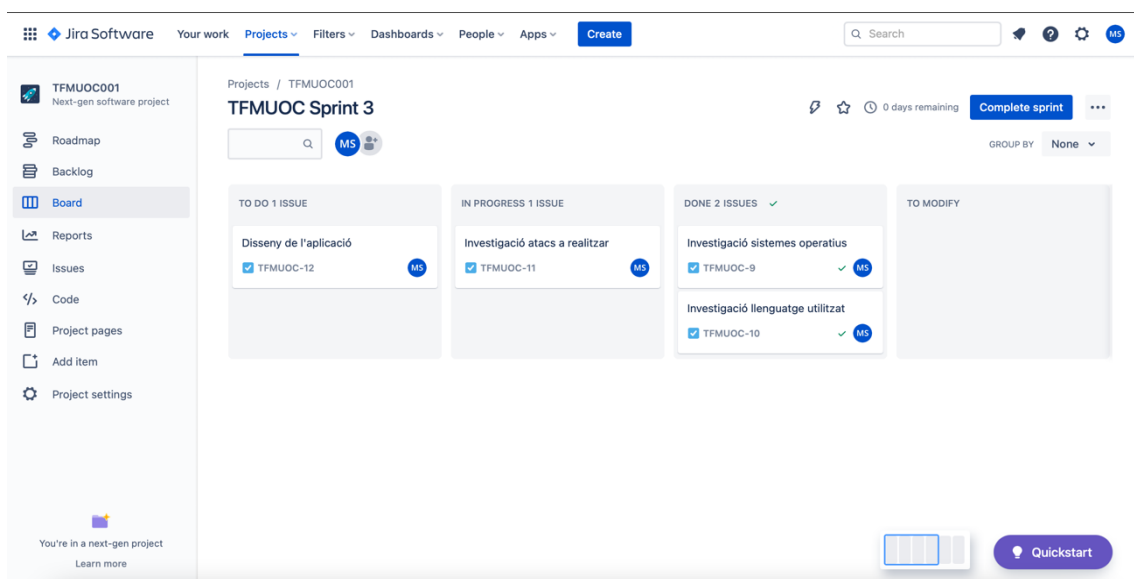 Jira Software
Your work
Projects
Filters
Dashboards
People
Apps
Create
Search
MS
TFMUOC001
Next-gen software project
Roadmap
Backlog
Board
Reports
Issues
Code
Project pages
Add item
Project settings
You're in a next-gen project
Learn more
Projects / TFMUOC001
TFMUOC Sprint 3
0 days remaining
Complete sprint
MS
GROUP BY None
TO DO 1 ISSUE
Disseny de l'aplicació
TFMUOC-12
MS
IN PROGRESS 1 ISSUE
Investigació atacs a realitzar
TFMUOC-11
MS
DONE 2 ISSUES
Investigació sistemes operatius
TFMUOC-9
MS
Investigació llenguatge utilitzat
TFMUOC-10
MS
TO MODIFY
Quickstart